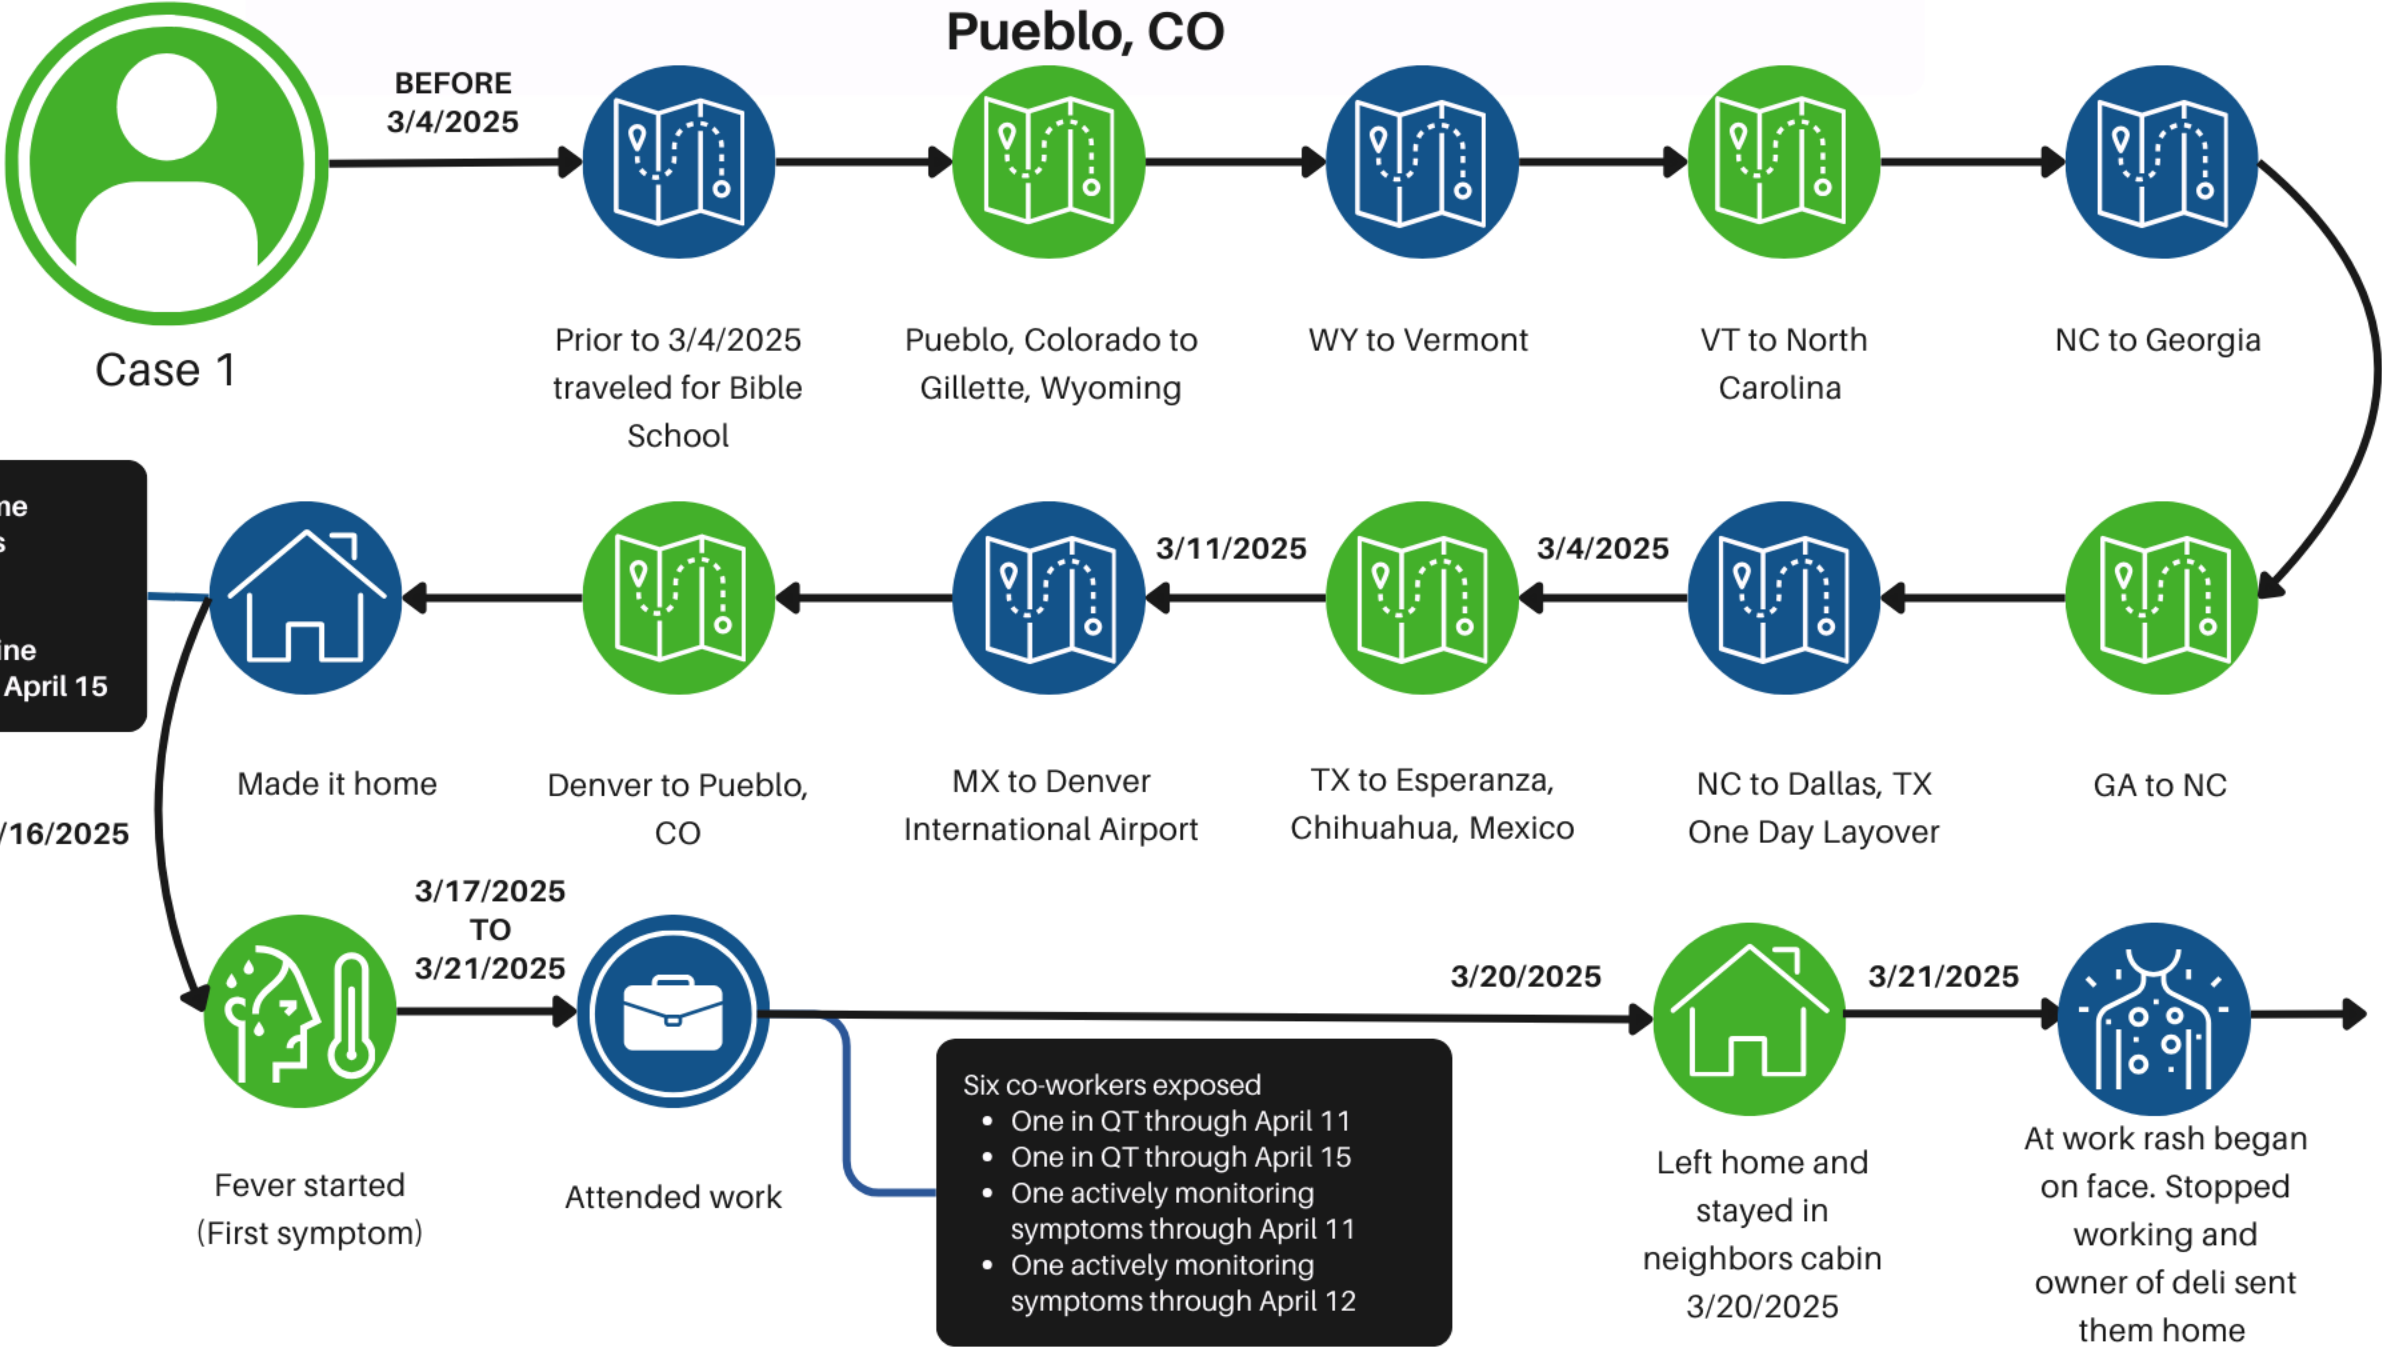 Pueblo, CO
BEFORE
3/4/2025
Case 1
Prior to 3/4/2025
traveled for Bible
School
Pueblo, Colorado to
Gillette, Wyoming
WY to Vermont
VT to North
Carolina
NC to Georgia
GA to NC
NC to Dallas, TX
One Day Layover
3/4/2025
TX to Esperanza,
Chihuahua, Mexico
3/11/2025
MX to Denver
International Airport
Denver to Pueblo,
CO
Made it home
April 15
/16/2025
Fever started
(First symptom)
3/17/2025
TO
3/21/2025
Attended work
Six co-workers exposed
• One in QT through April 11
• One in QT through April 15
• One actively monitoring
symptoms through April 11
• One actively monitoring
symptoms through April 12
3/20/2025
Left home and
stayed in
neighbors cabin
3/20/2025
3/21/2025
At work rash began
on face. Stopped
working and
owner of deli sent
them home